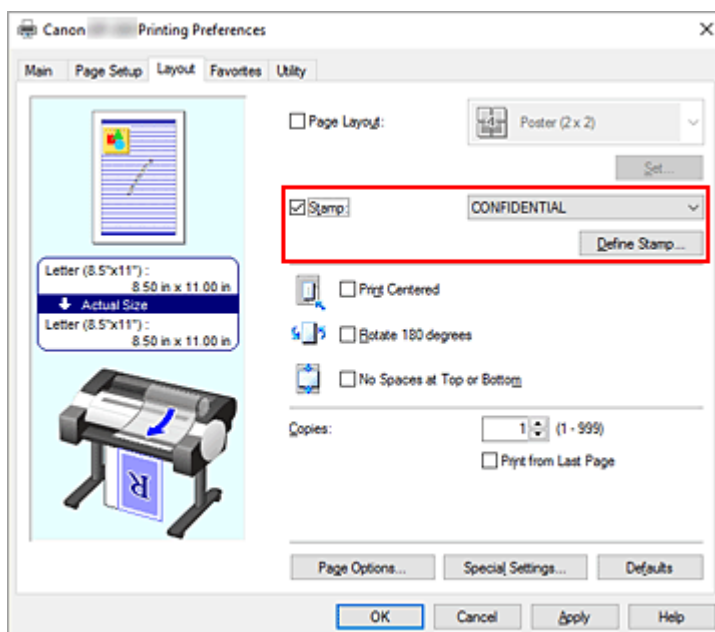 Canon Printing Preferences
Main Page Setup Layout Favorites Utility
Page Layout: Poster (2 x 2)
Set...
Stamp: CONFIDENTIAL
Define Stamp...
Letter (8.5"x11") :
8.50 in x 11.00 in
Actual Size
Letter (8.5"x11") :
8.50 in x 11.00 in
Print Centered
Rotate 180 degrees
No Spaces at Top or Bottom
Copies: 1 (1 - 999)
Print from Last Page
R
Page Options... Special Settings... Defaults
OK Cancel Apply Help